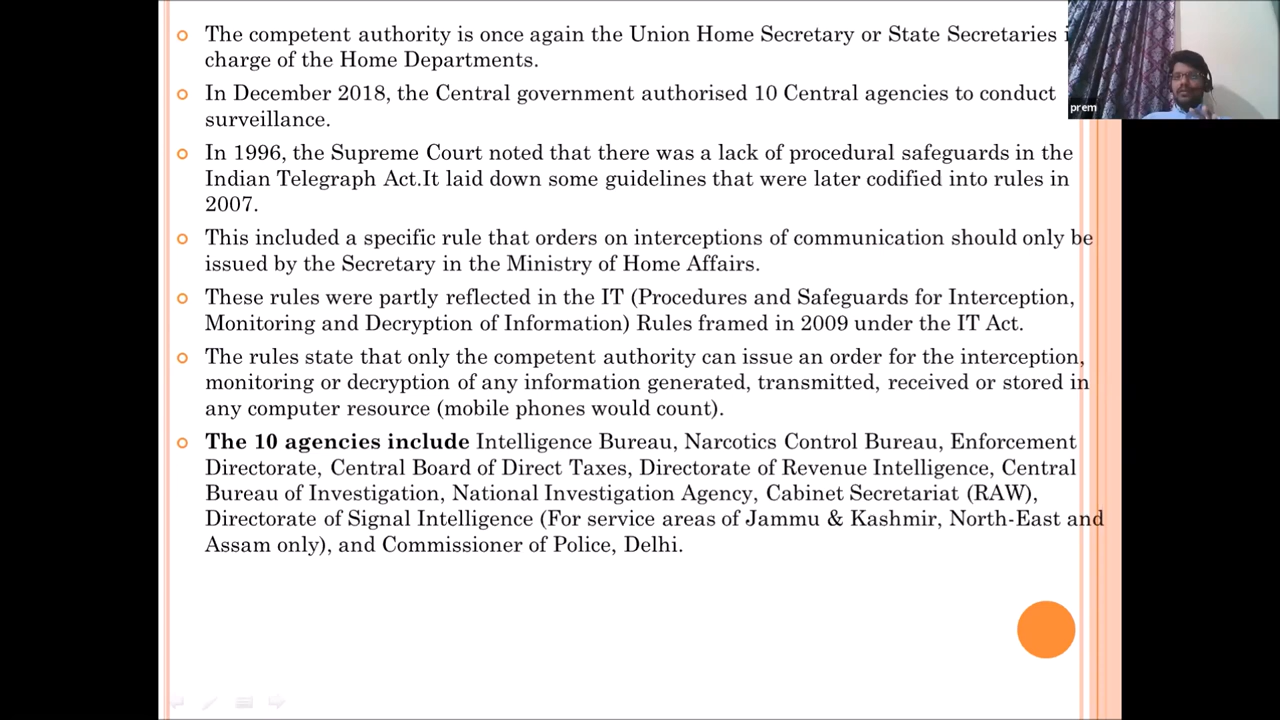 The competent authority is once again the Union Home Secretary or State Secretaries
charge of the Home Departments.
In December 2018, the Central government authorised 10 Central agencies to conduct
surveillance.
In 1996, the Supreme Court noted that there was a lack of procedural safeguards in the
Indian Telegraph Act.It laid down some guidelines that were later codified into rules in
2007.
This included a specific rule that orders on interceptions of communication should only be
issued by the Secretary in the Ministry of Home Affairs.
These rules were partly reflected in the IT (Procedures and Safeguards for Interception,
Monitoring and Decryption of Information) Rules framed in 2009 under the IT Act.
The rules state that only the competent authority can issue an order for the interception,
monitoring or decryption of any information generated, transmitted, received or stored in
any computer resource (mobile phones would count).
The 10 agencies include Intelligence Bureau, Narcotics Control Bureau, Enforcement
Directorate, Central Board of Direct Taxes, Directorate of Revenue Intelligence, Central
Bureau of Investigation, National Investigation Agency, Cabinet Secretariat (RAW),
Directorate of Signal Intelligence (For service areas of Jammu & Kashmir, North-East and
Assam only), and Commissioner of Police, Delhi.
prem